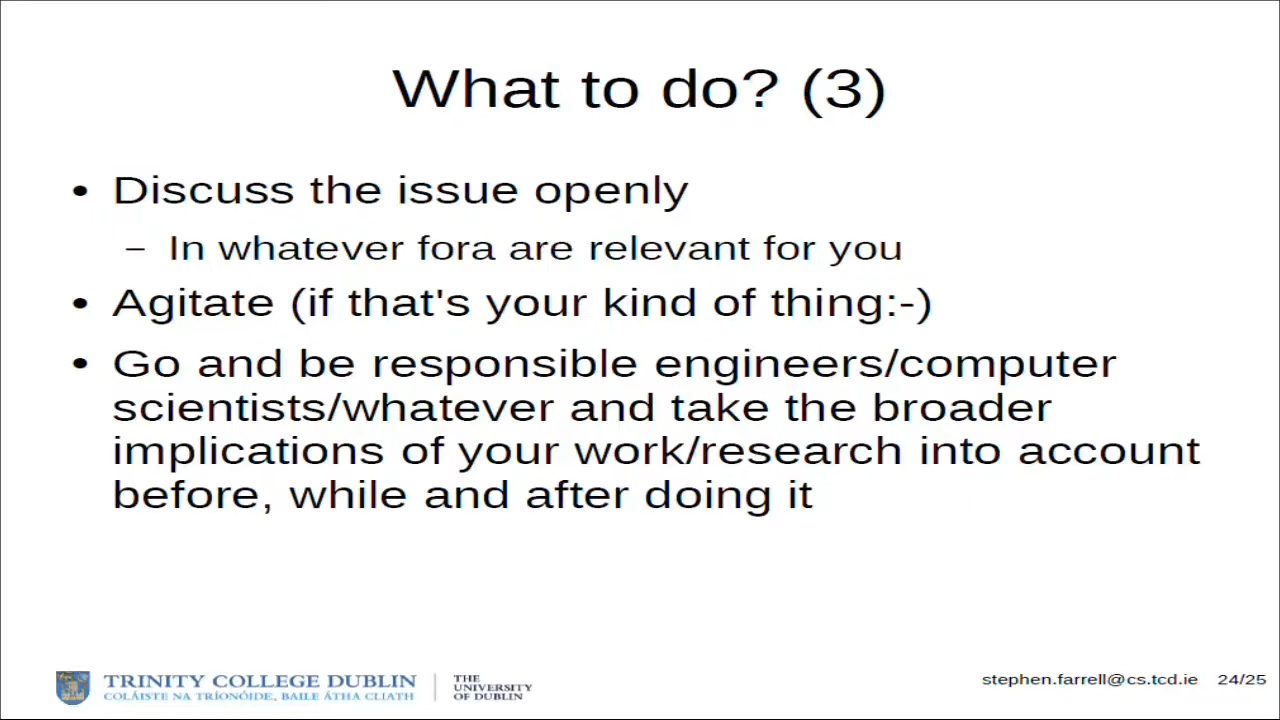 What to do? (3)
• Discuss the issue openly
– In whatever fora are relevant for you
• Agitate (if that's your kind of thing:-)
• Go and be responsible engineers/computer
scientists/whatever and take the broader
implications of your work/research into account
before, while and after doing it
TRINITY COLLEGE DUBLIN
COLÁISTE NA TRÍONÓIDE, BAILE ÁTHA CLIATH
THE
UNIVERSITY
OF DUBLIN
stephen.farrell@cs.tcd.ie 24/25